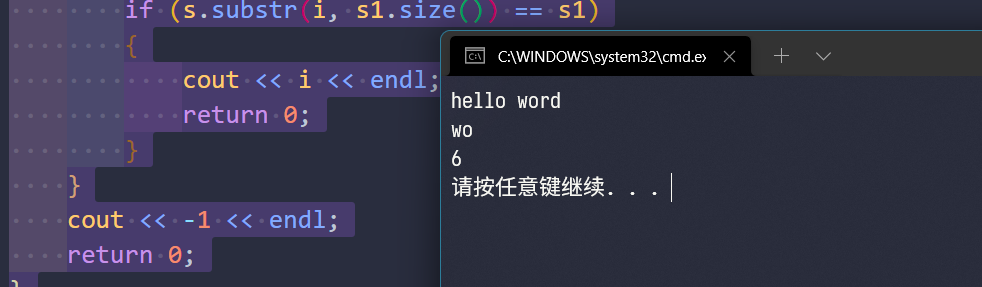 if (s.substr(i, s1.size()) == s1)
{
cout << i << endl;
return 0;
}
}
cout << -1 << endl;
return 0;
}
C:\WINDOWS\system32\cmd.ex
hello word
wo
6
请按任意键继续. . .